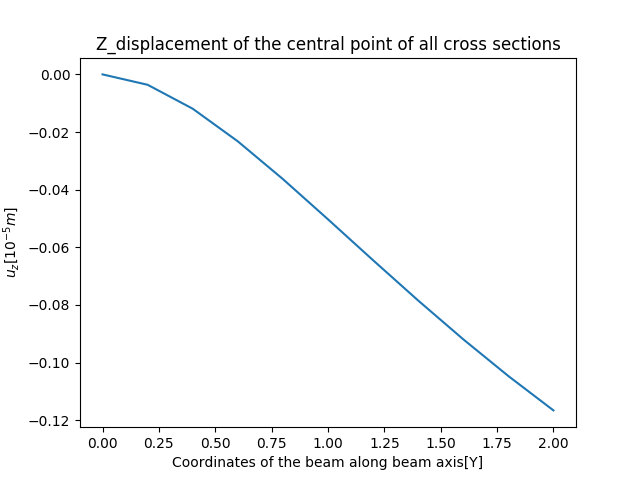 Z_displacement of the central point of all cross sections
0.00
−0.02
−0.04
−0.06
−0.08
−0.10
−0.12
u_z[10^{-5}m]
0.00 0.25 0.50 0.75 1.00 1.25 1.50 1.75 2.00
Coordinates of the beam along beam axis[Y]